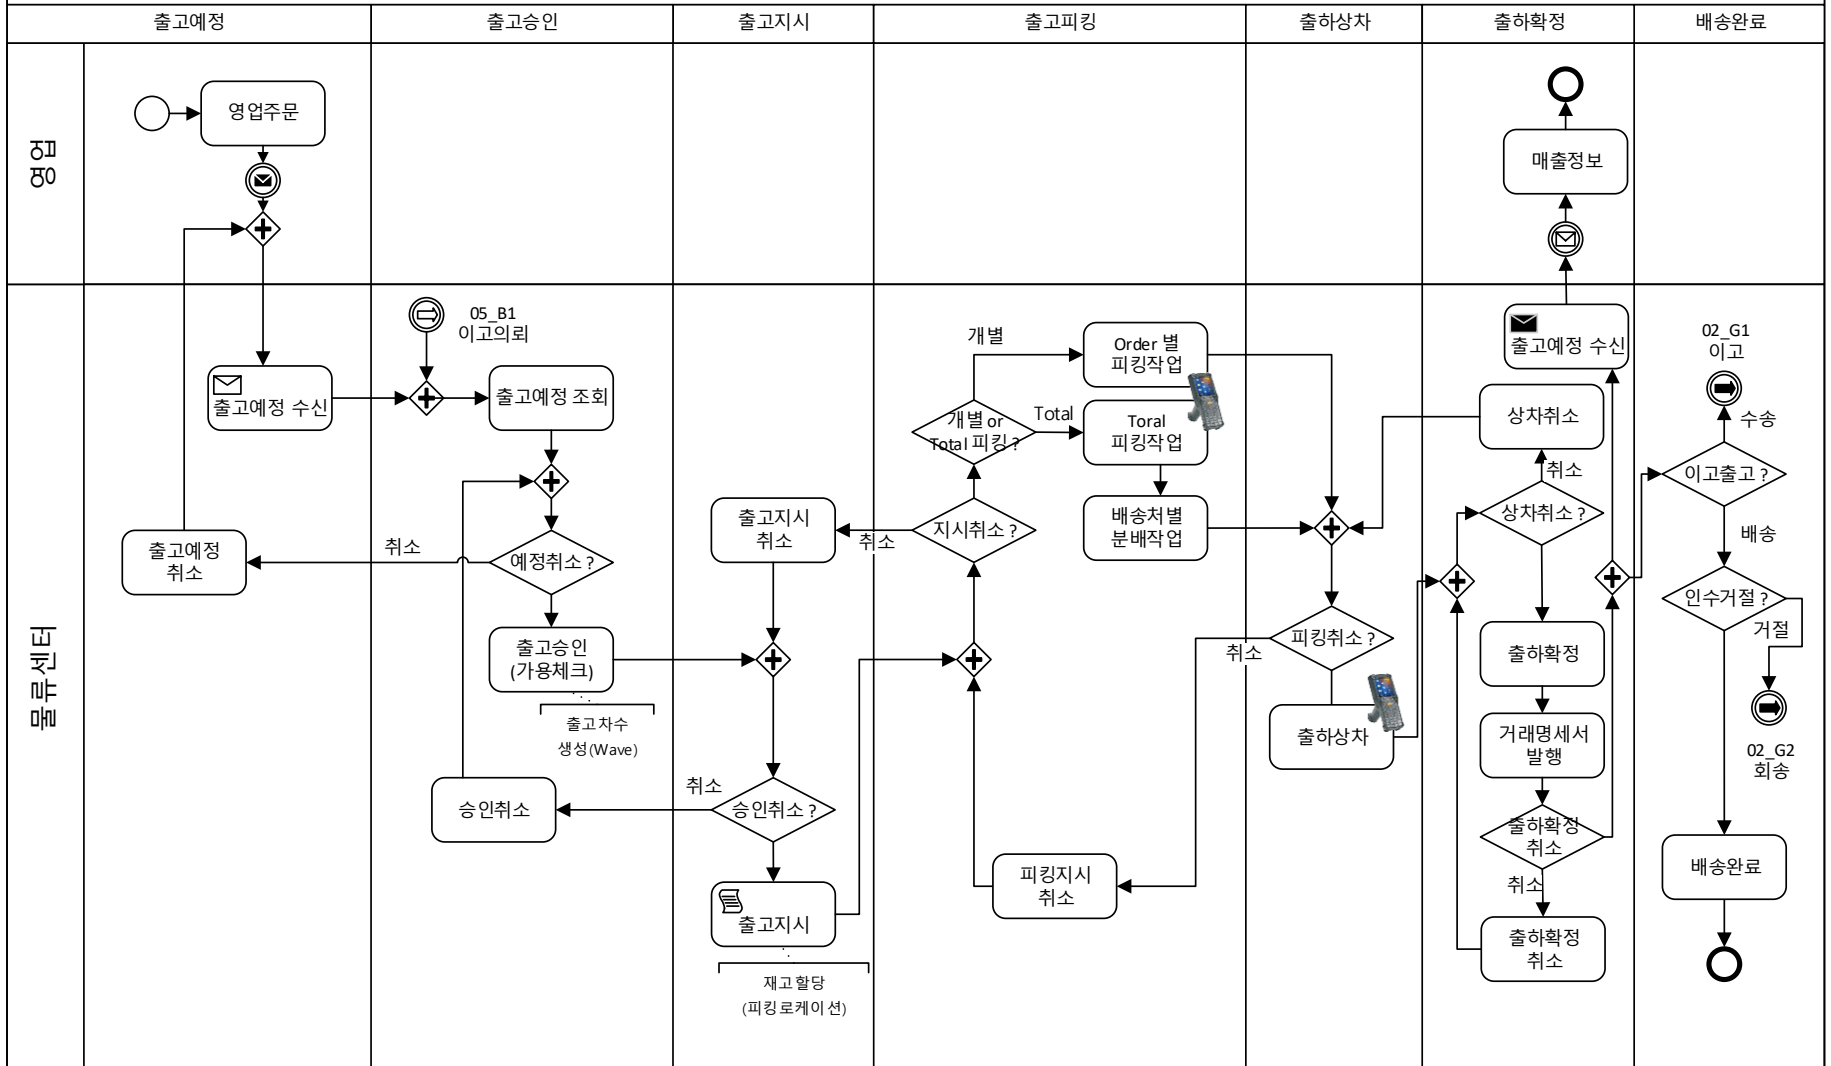 출고예정
출고승인
출고지시
출고피킹
출하상차
출하확정
배송완료
영업
영업주문
매출정보
물류센터
05_B1
이고의뢰
출고예정 수신
출고예정 조회
예정취소 ?
취소
출고예정
취소
출고승인
(가용체크)
출고차수
생성(Wave)
승인취소
취소
출고지시
취소
승인취소 ?
출고지시
재고할당
(피킹로케이션)
개별
Order 별
피킹작업
개별 or
Total 피킹 ?
Total
Toral
피킹작업
지시취소 ?
취소
배송처별
분배작업
피킹지시
취소
피킹취소 ?
취소
출하상차
출고예정 수신
상차취소
취소
상차취소 ?
출하확정
거래명세서
발행
출하확정
취소
취소
출하확정
취소
02_G1
이고
수송
이고출고 ?
배송
인수거절 ?
거절
02_G2
회송
배송완료